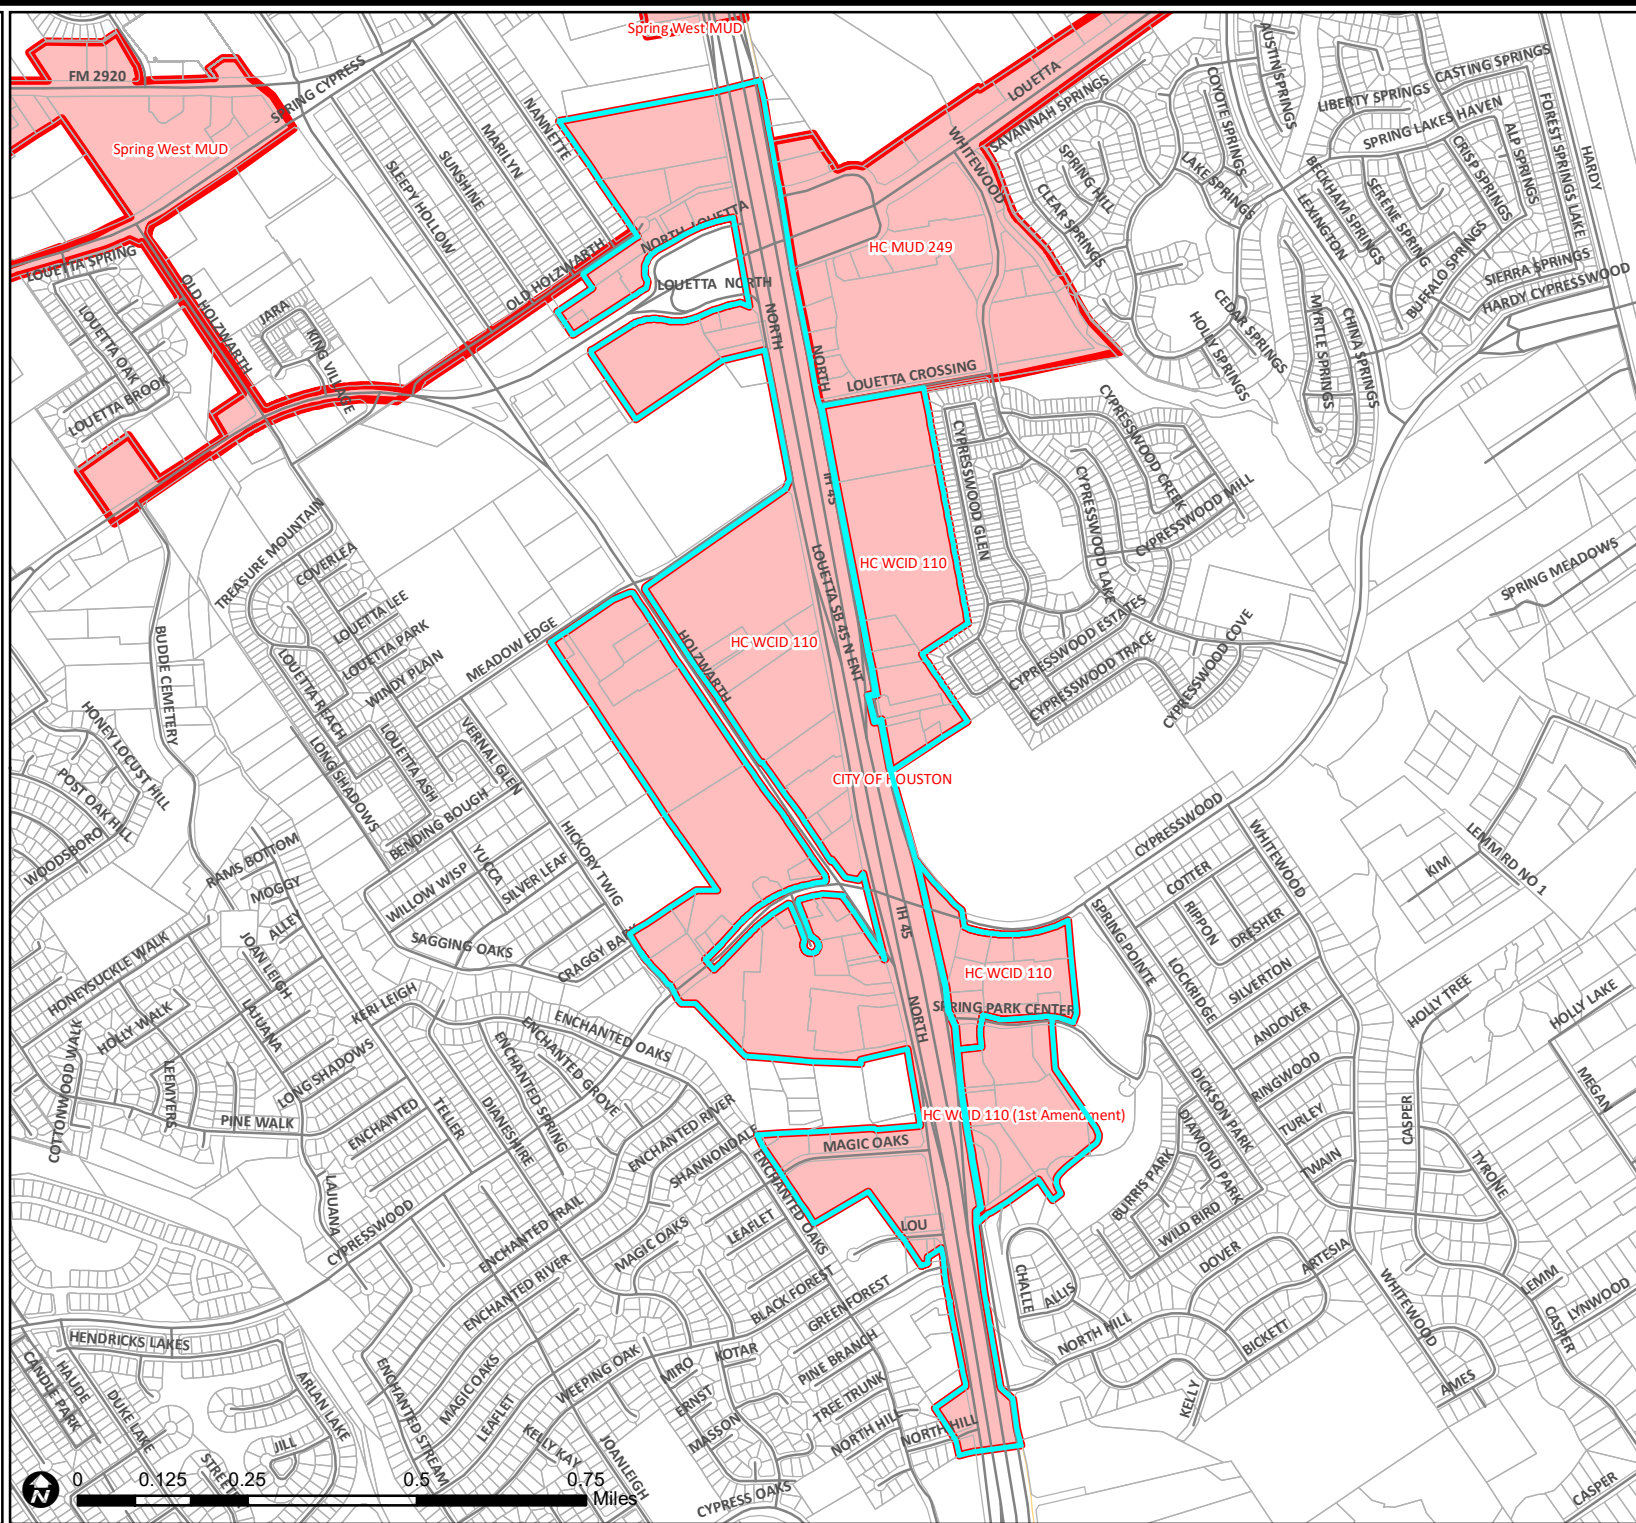 Spring West MUD
FM 2920
SPRING CYPRESS
Spring West MUD
NANNETTE
MARILYN
SUNSHINE
SLEEPY HOLLOW
LOUETTA
SAVANNAH SPRINGS
WHITEWOOD
COYOTE SPRINGS
AUSTIN SPRINGS
LIBERTY SPRINGS
CASTING SPRINGS
SPRING LAKES HAVEN
FOREST SPRINGS LAKE
HARDY
ALP SPRINGS
CRISP SPRINGS
SPRING HILL
CLEAR SPRINGS
LAKE SPRINGS
BECKHAM SPRINGS
LEXINGTON
SERENE SPRING
BUFFALO SPRINGS
SIERRA SPRINGS
HARDY CYPRESSWOOD
HC MUD 249
NORTH LOUETTA
LOUETTA NORTH
OLD HOLZWARTH
LOUETTA SPRING
OLD HOLZWARTH
JARA
KING VILLAGE
LOUETTA OAK
LOUETTA BROOK
NORTH
NORTH
LOUETTA CROSSING
CEDAR SPRINGS
HOLLY SPRINGS
MYRTLE SPRINGS
CHINA SPRINGS
CYPRESSWOOD CREEK
CYPRESSWOOD GLEN
CYPRESSWOOD LAKE
CYPRESSWOOD MILL
IH 45
LOUETTA SB 45 N ENT
HC WCID 110
HC WCID 110
HOLZWARTH
TREASURE MOUNTAIN
COVERLEA
LOUETTA LEE
LOUETTA PARK
WINDY PLAIN
MEADOW EDGE
LOUETTA REACH
LONG SHADOWS
LOUETTA ASH
VERNAL GLEN
BENDING BOUGH
BUDDE CEMETERY
HONEY LOCUST HILL
POST OAK HILL
WOODSBORO
CYPRESSWOOD ESTATES
CYPRESSWOOD TRACE
CYPRESSWOOD COVE
SPRING MEADOWS
CITY OF HOUSTON
CYPRESSWOOD
WHITEWOOD
LEMM RD NO 1
KIM
COTTER
RIPPON
DRESHER
SPRING POINTE
LOCKRIDGE
SILVERTON
ANDOVER
RINGWOOD
TURLEY
TWAIN
HOLLY TREE
HOLLY LAKE
MEGAN
CASPER
TYRONE
RAMS BOTTOM
MOGGY
ALLEY
WILLOW WISP
YUCCA
SILVER LEAF
HICKORY TWIG
SAGGING OAKS
HONEYSUCKLE WALK
HOLLY WALK
COTTONWOOD WALK
LEEMYERS
JOAN LEIGH
LAJUANA
KERI LEIGH
LONG SHADOWS
PINE WALK
ENCHANTED
TELLER
DIANESHIRE
ENCHANTED SPRING
ENCHANTED GROVE
ENCHANTED OAKS
ENCHANTED RIVER
SHANNONDALE
ENCHANTED OAKS
IH 45
NORTH
HC WCID 110
SPRING PARK CENTER
HC WCID 110 (1st Amendment)
MAGIC OAKS
LOU
DICKSON PARK
DIAMOND PARK
BURRIS PARK
WILD BIRD
DOVER
ARTESIA
CHALLE
ALLIS
NORTH HILL
BICKETT
KELLY
WHITEWOOD
AMES
LEMM
LYNWOOD
CASPER
CASPER
LAJUANA
CYPRESSWOOD
ENCHANTED TRAIL
ENCHANTED RIVER
MAGIC OAKS
LEAFLET
BLACK FOREST
GREENFOREST
HENDRICKS LAKES
CANDLE PARK
HAUDE
DUKE LAKE
ARLAN LAKE
JILL
ENCHANTED STREAM
MAGIC OAKS
LEAFLET
WEEPING OAK
KELLY KAY
JOANLEIGH
MIRO
KOTAR
ERNST
MASSON
PINE BRANCH
TREE TRUNK
NORTH HILL
NORTH HILL
CYPRESS OAKS
N
0 0.125 0.25 0.5 0.75
Miles